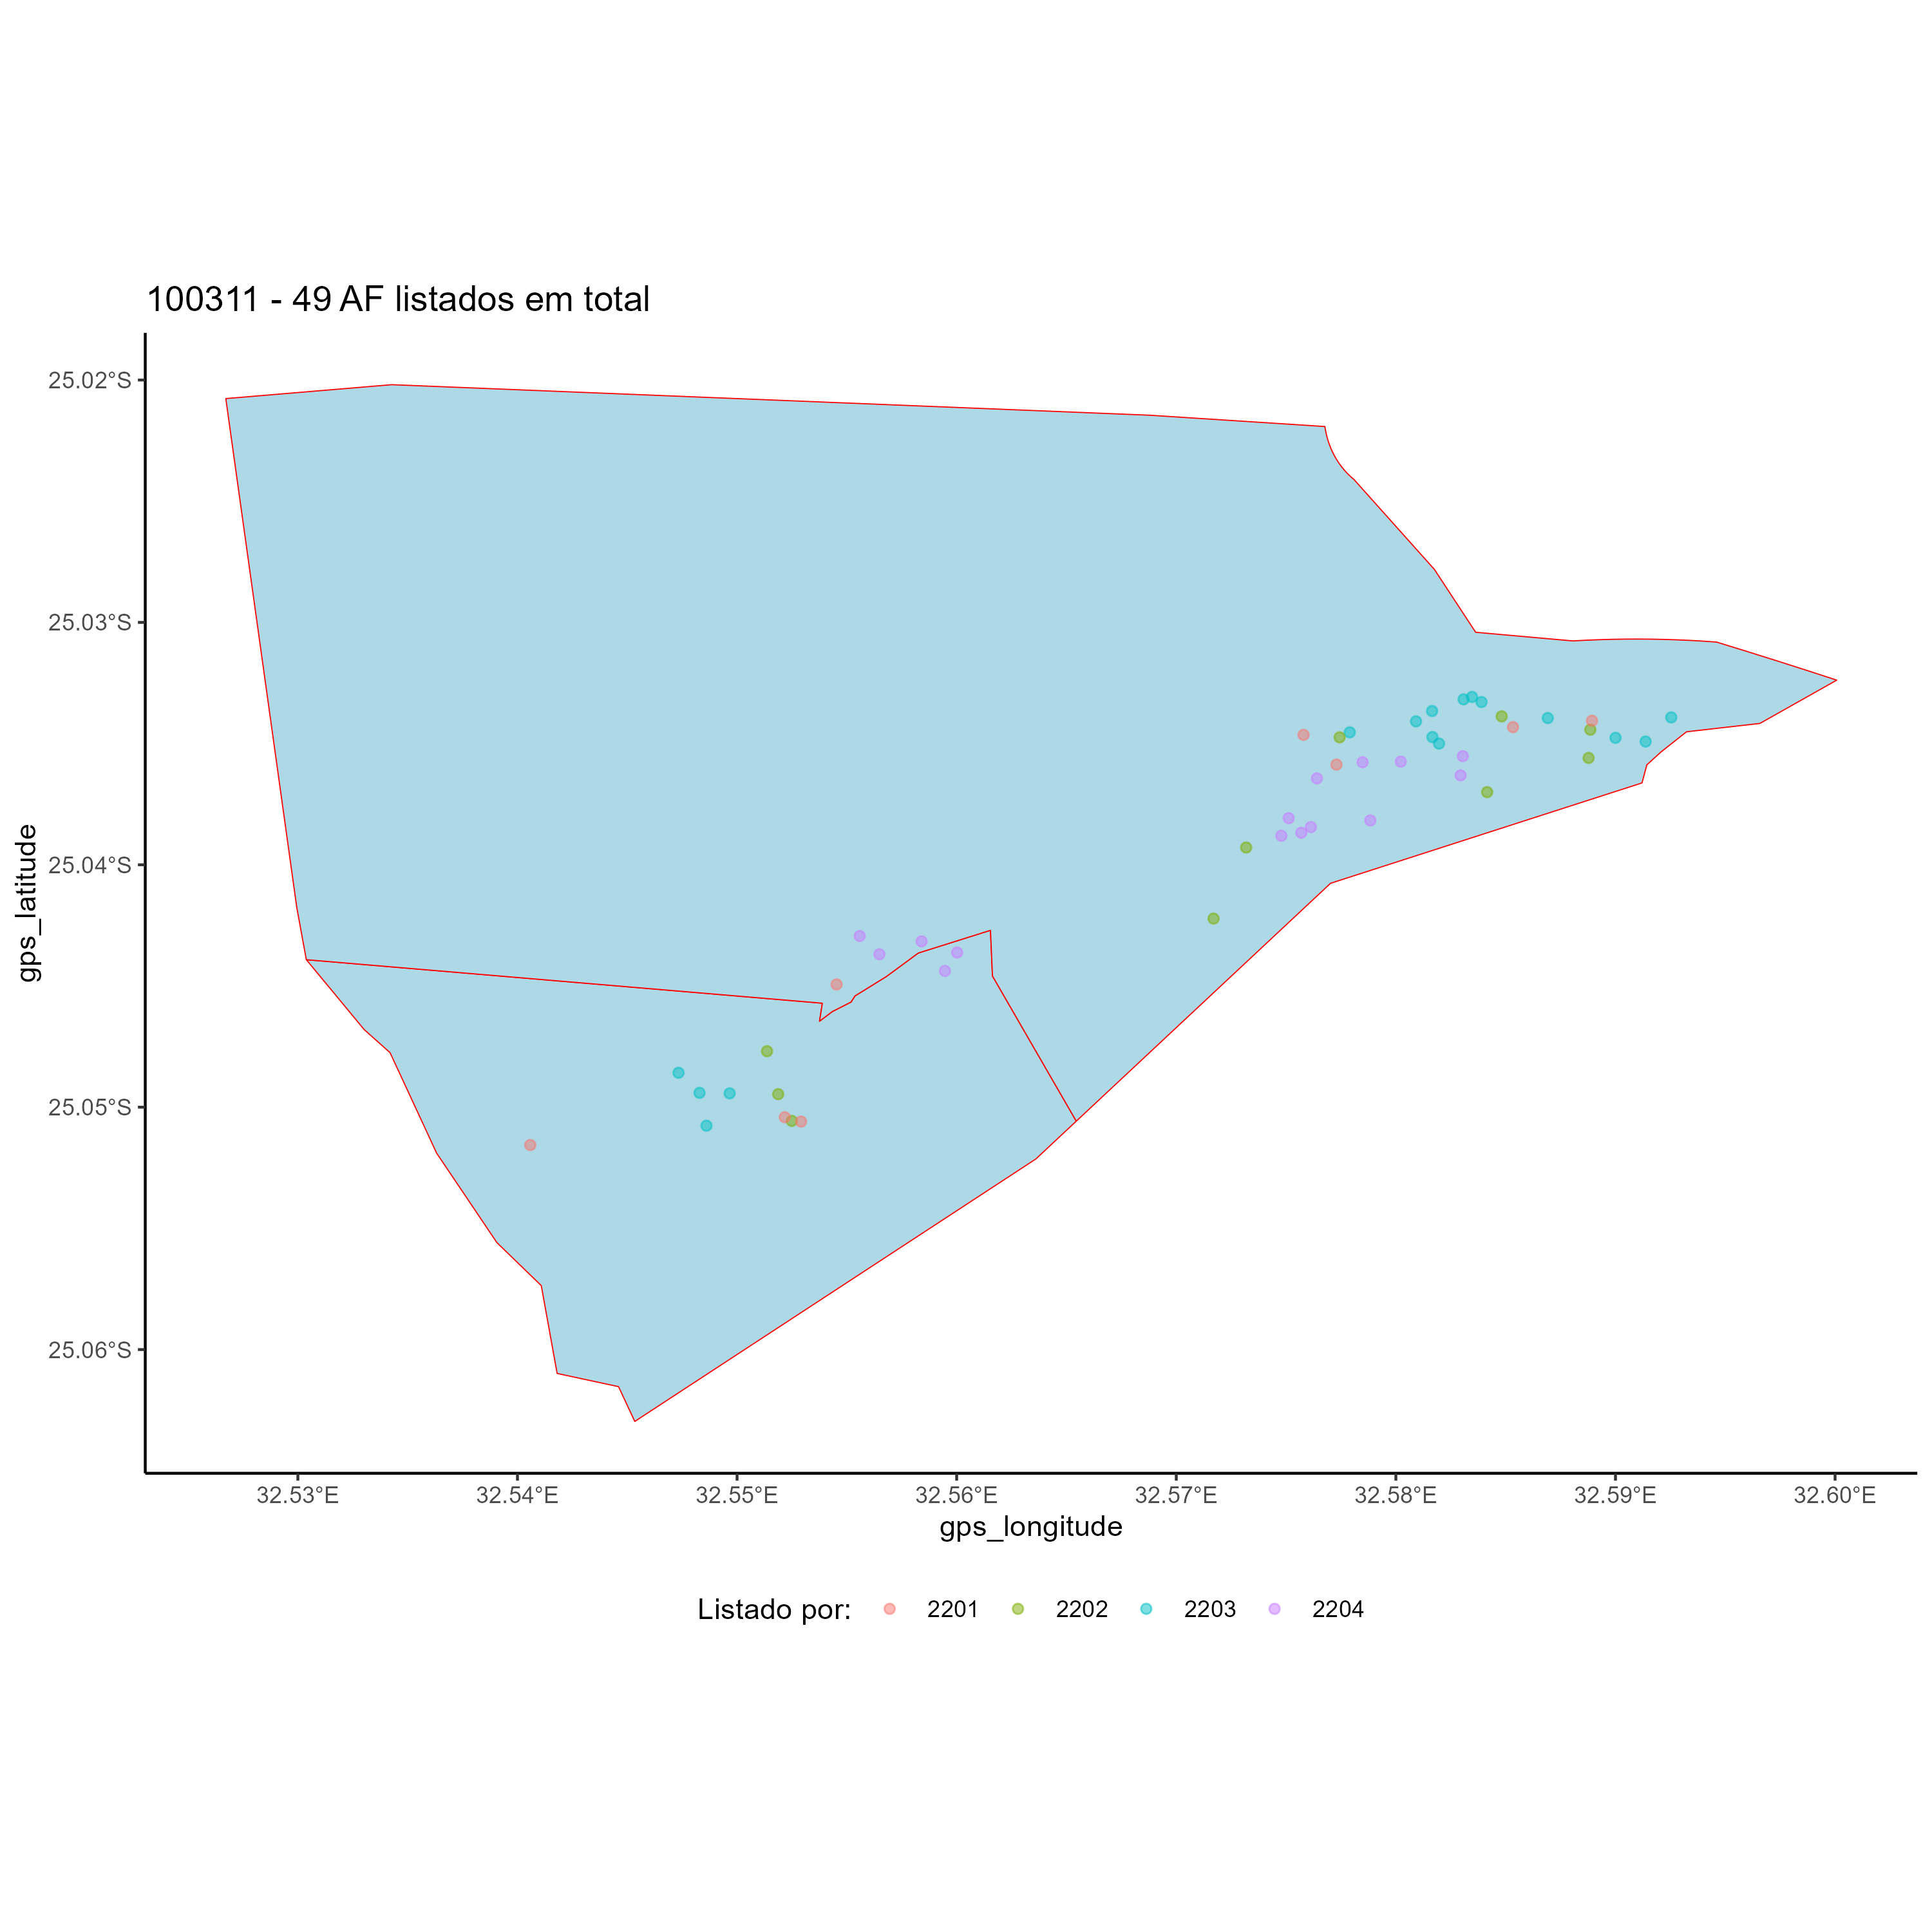 100311 - 49 AF listados em total
25.02°S
25.03°S
25.04°S
25.05°S
25.06°S
gps_latitude
32.53°E 32.54°E 32.55°E 32.56°E 32.57°E 32.58°E 32.59°E 32.60°E
gps_longitude
Listado por: 2201 2202 2203 2204